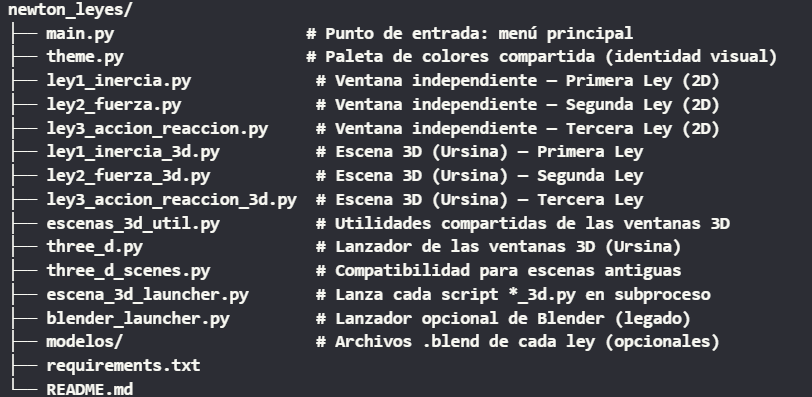 newton_leyes/
├── main.py                    # Punto de entrada: menú principal
├── theme.py                   # Paleta de colores compartida (identidad visual)
├── ley1_inercia.py             # Ventana independiente — Primera Ley (2D)
├── ley2_fuerza.py              # Ventana independiente — Segunda Ley (2D)
├── ley3_accion_reaccion.py     # Ventana independiente — Tercera Ley (2D)
├── ley1_inercia_3d.py          # Escena 3D (Ursina) — Primera Ley
├── ley2_fuerza_3d.py           # Escena 3D (Ursina) — Segunda Ley
├── ley3_accion_reaccion_3d.py  # Escena 3D (Ursina) — Tercera Ley
├── escenas_3d_util.py          # Utilidades compartidas de las ventanas 3D
├── three_d.py                  # Lanzador de las ventanas 3D (Ursina)
├── three_d_scenes.py           # Compatibilidad para escenas antiguas
├── escena_3d_launcher.py       # Lanza cada script *_3d.py en subproceso
├── blender_launcher.py         # Lanzador opcional de Blender (legado)
├── modelos/                    # Archivos .blend de cada ley (opcionales)
├── requirements.txt
└── README.md